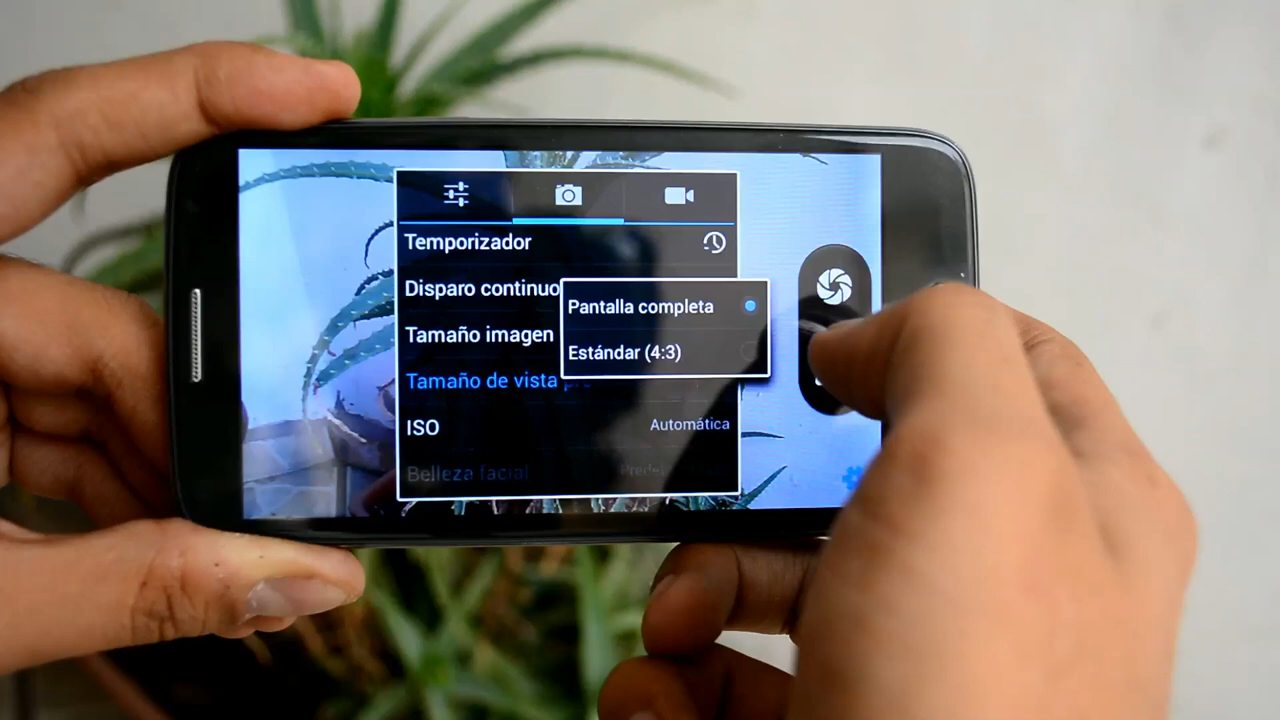 Temporizador
Disparo continuo
Pantalla completa
Tamaño imagen
Estándar (4:3)
Tamaño de vista
ISO Automática
Belleza facial